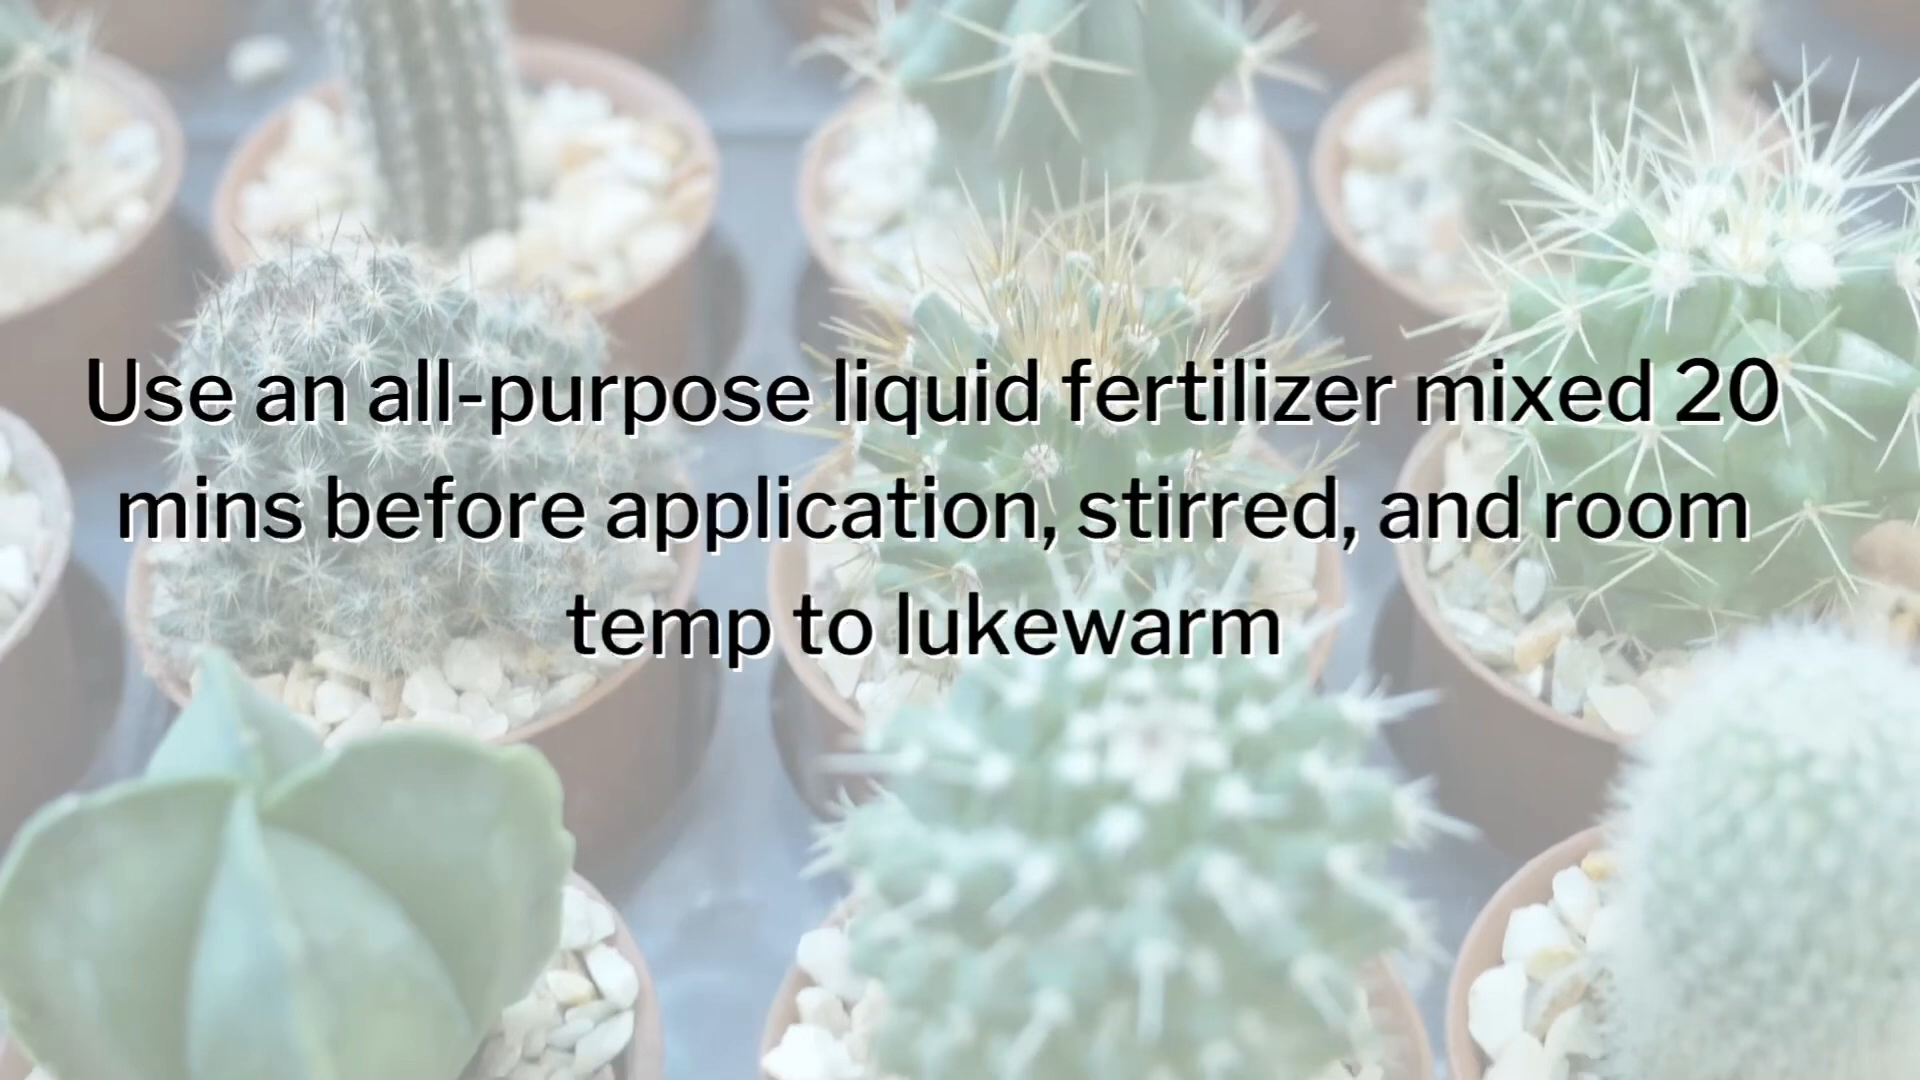 Use an all-purpose liquid fertilizer mixed 20
mins before application, stirred, and room
temp to lukewarm